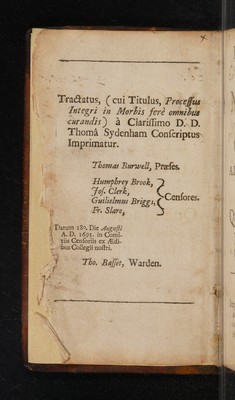 Tractatus, (cui Titulus, Processus
Integri in Morbis ferè omnibus
curandis) à Clarissimo D. D.
Thomâ Sydenham Conscriptus
Imprimatur.
Thomas Burwell, Præses.
Humphrey Brook,
Jos. Clerk,
Gulielmus Briggs,
Fr. Slare,
Censores.
Datum 18o. Die Augusti
A. D. 1693. in Comi-
tiis Censoriis ex Ædi-
bus Collegii nostri.
Tho. Basset, Warden.